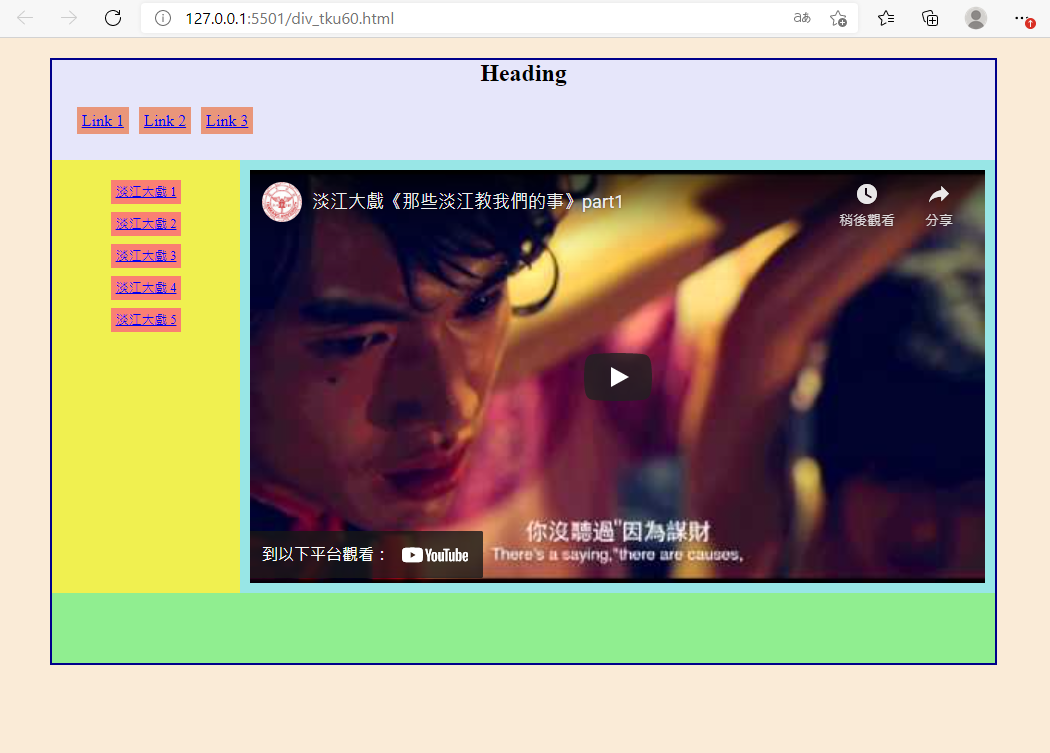 127.0.0.1:5501/div_tku60.html
Heading
Link 1 Link 2 Link 3
淡江大戲 1
淡江大戲 2
淡江大戲 3
淡江大戲 4
淡江大戲 5
淡江大戲《那些淡江教我們的事》part1
稍後觀看 分享
你沒聽過"因為謀財
There's a saying,"there are causes,
到以下平台觀看： YouTube